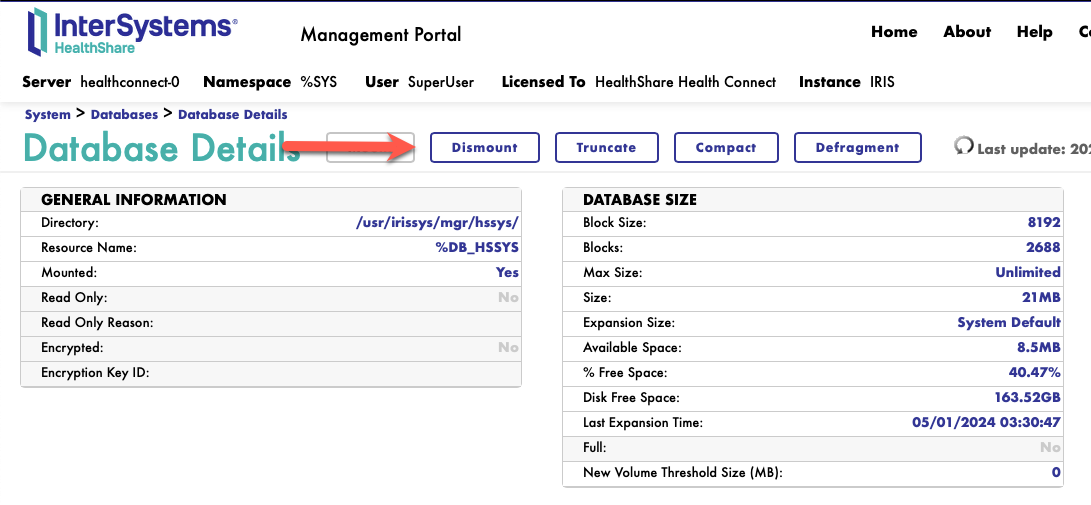 InterSystems®
HealthShare
Management Portal
Home About Help
Server healthconnect-0 Namespace %SYS User SuperUser Licensed To HealthShare Health Connect Instance IRIS
System > Databases > Database Details
Database Details
Dismount Truncate Compact Defragment Last update: 202
GENERAL INFORMATION
Directory: /usr/irissys/mgr/hssys/
Resource Name: %DB_HSSYS
Mounted: Yes
Read Only: No
Read Only Reason:
Encrypted: No
Encryption Key ID:
DATABASE SIZE
Block Size: 8192
Blocks: 2688
Max Size: Unlimited
Size: 21MB
Expansion Size: System Default
Available Space: 8.5MB
% Free Space: 40.47%
Disk Free Space: 163.52GB
Last Expansion Time: 05/01/2024 03:30:47
Full: No
New Volume Threshold Size (MB): 0